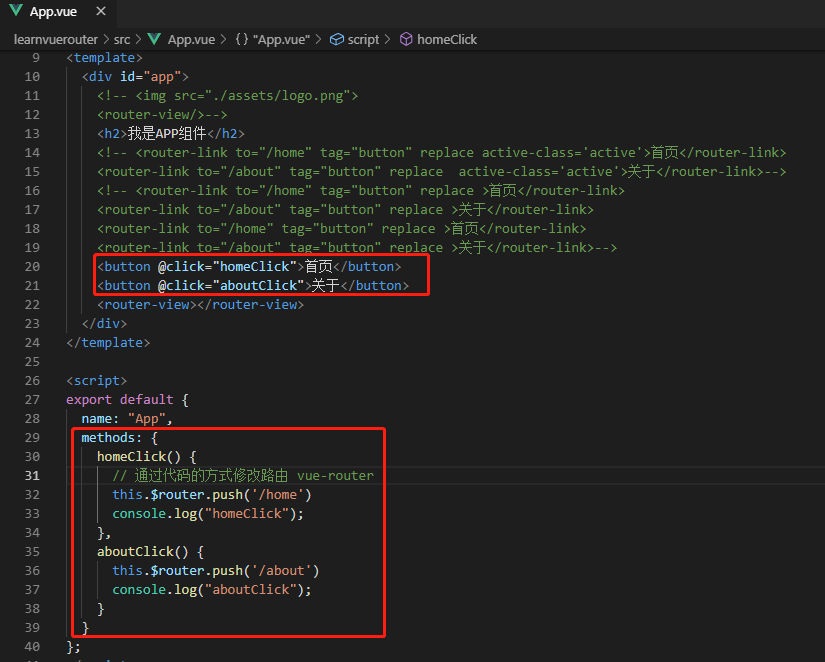 App.vue ×
learnvuerouter > src > App.vue > {} "App.vue" > script > homeClick
9 <template>
10 <div id="app">
11 <!-- <img src="./assets/logo.png">
12 <router-view/>-->
13 <h2>我是APP组件</h2>
14 <!-- <router-link to="/home" tag="button" replace active-class='active'>首页</router-link>
15 <router-link to="/about" tag="button" replace  active-class='active'>关于</router-link>-->
16 <!-- <router-link to="/home" tag="button" replace >首页</router-link>
17 <router-link to="/about" tag="button" replace >关于</router-link>
18 <router-link to="/home" tag="button" replace >首页</router-link>
19 <router-link to="/about" tag="button" replace >关于</router-link>-->
20 <button @click="homeClick">首页</button>
21 <button @click="aboutClick">关于</button>
22 <router-view></router-view>
23 </div>
24 </template>
25
26 <script>
27 export default {
28 name: "App",
29 methods: {
30 homeClick() {
31 // 通过代码的方式修改路由 vue-router
32 this.$router.push('/home')
33 console.log("homeClick");
34 },
35 aboutClick() {
36 this.$router.push('/about')
37 console.log("aboutClick");
38 }
39 }
40 };